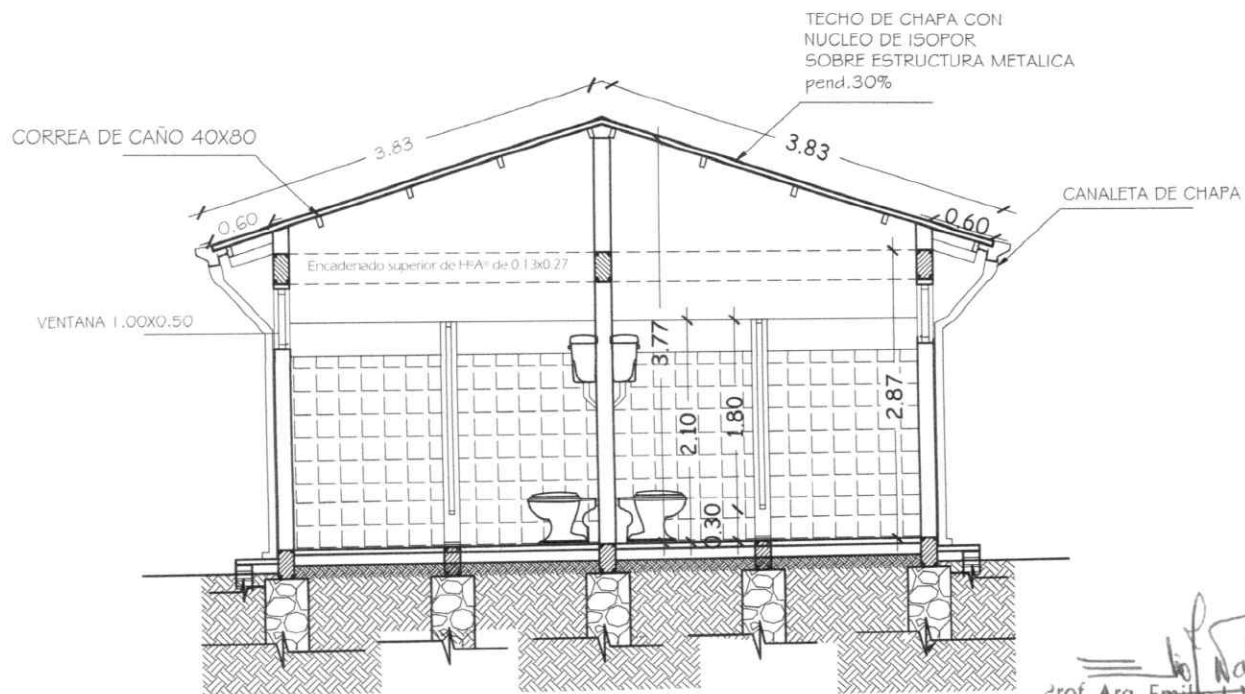 TECHO DE CHAPA CON
NUCLEO DE ISOPOR
SOBRE ESTRUCTURA METALICA
pend.30%
CORREA DE CAÑO 40X80
3.83
3.83
CANALETA DE CHAPA
0.60
0.60
Encadenado superior de HºAº de 0.13x0.27
VENTANA 1.00X0.50
3.77
2.10
1.80
2.87
0.30
Arq.